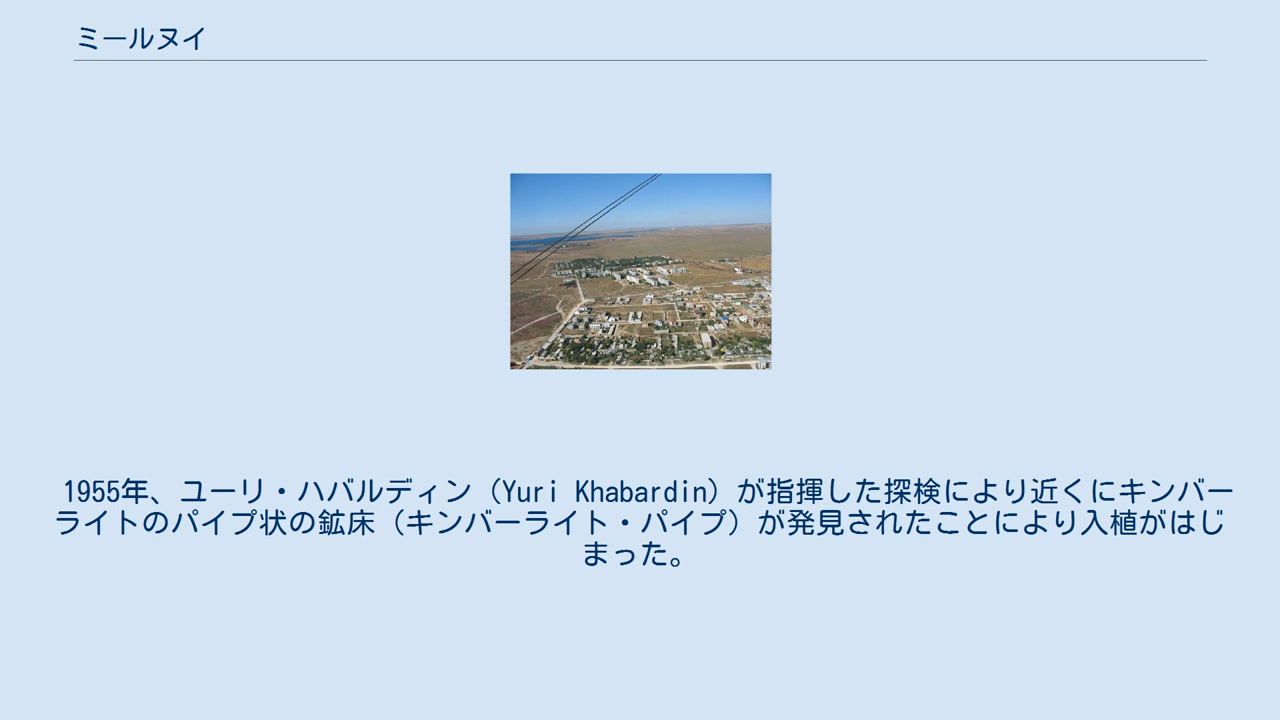 ミールヌイ
1955年、ユーリ・ハバルディン（Yuri Khabardin）が指揮した探検により近くにキンバー
ライトのパイプ状の鉱床（キンバーライト・パイプ）が発見されたことにより入植がはじ
まった。